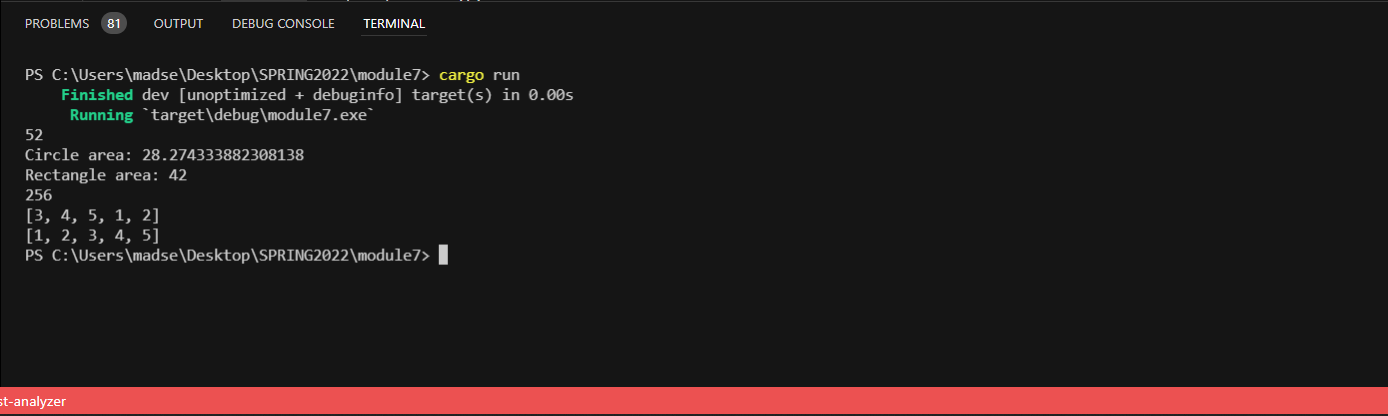 PROBLEMS 81 OUTPUT DEBUG CONSOLE TERMINAL
PS C:\Users\madse\Desktop\SPRING2022\module7> cargo run
    Finished dev [unoptimized + debuginfo] target(s) in 0.00s
     Running `target\debug\module7.exe`
52
Circle area: 28.274333882308138
Rectangle area: 42
256
[3, 4, 5, 1, 2]
[1, 2, 3, 4, 5]
PS C:\Users\madse\Desktop\SPRING2022\module7>
st-analyzer